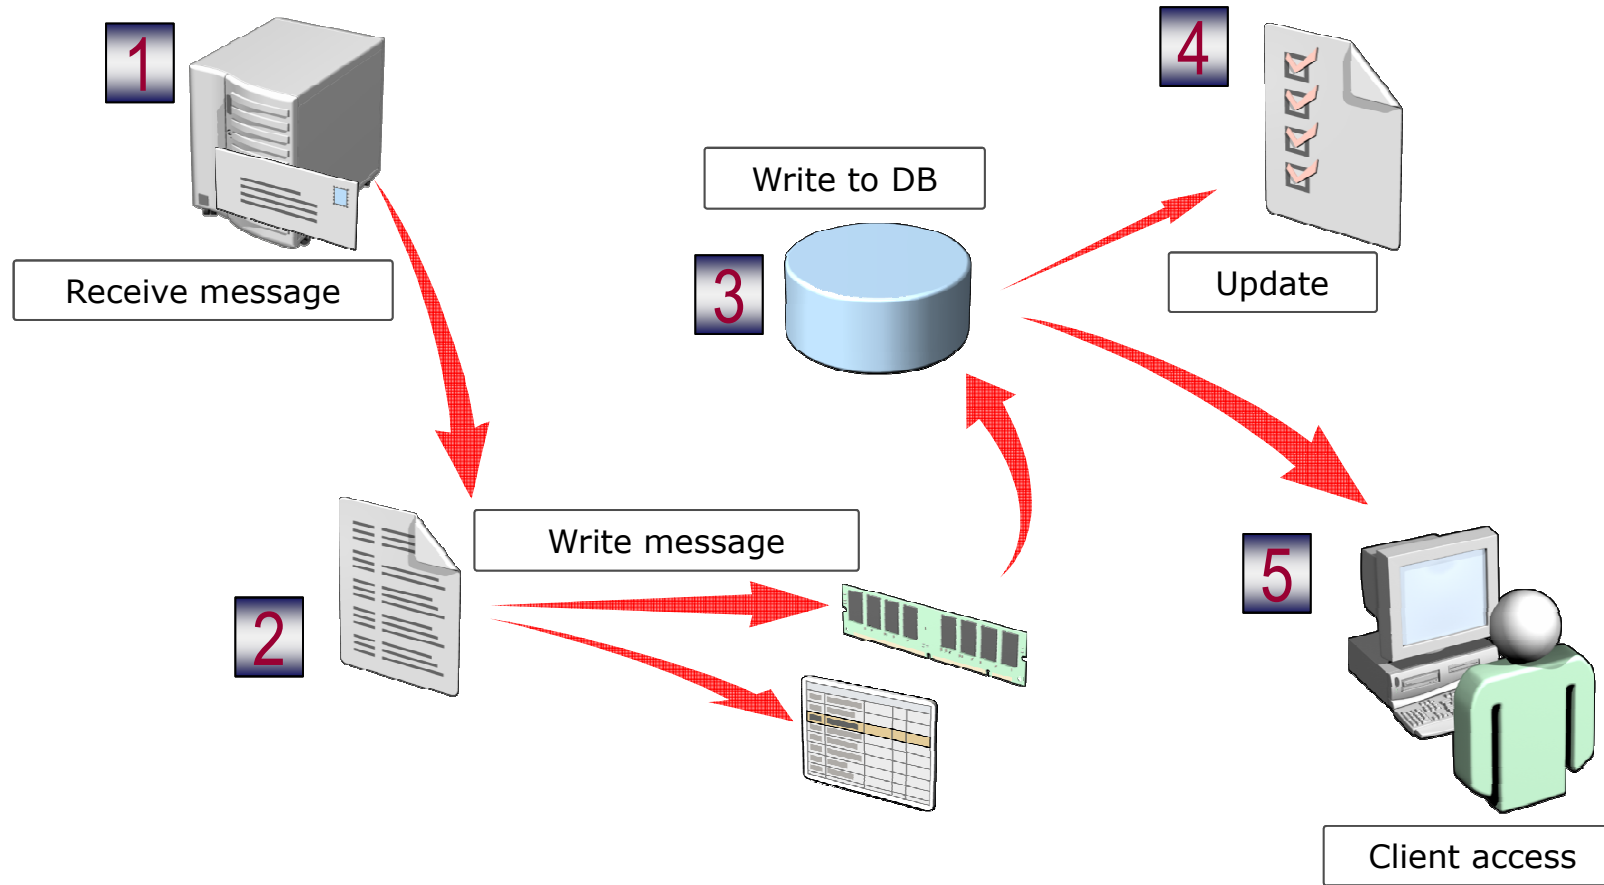 1
Receive message
2
Write message
3
Write to DB
4
Update
5
Client access